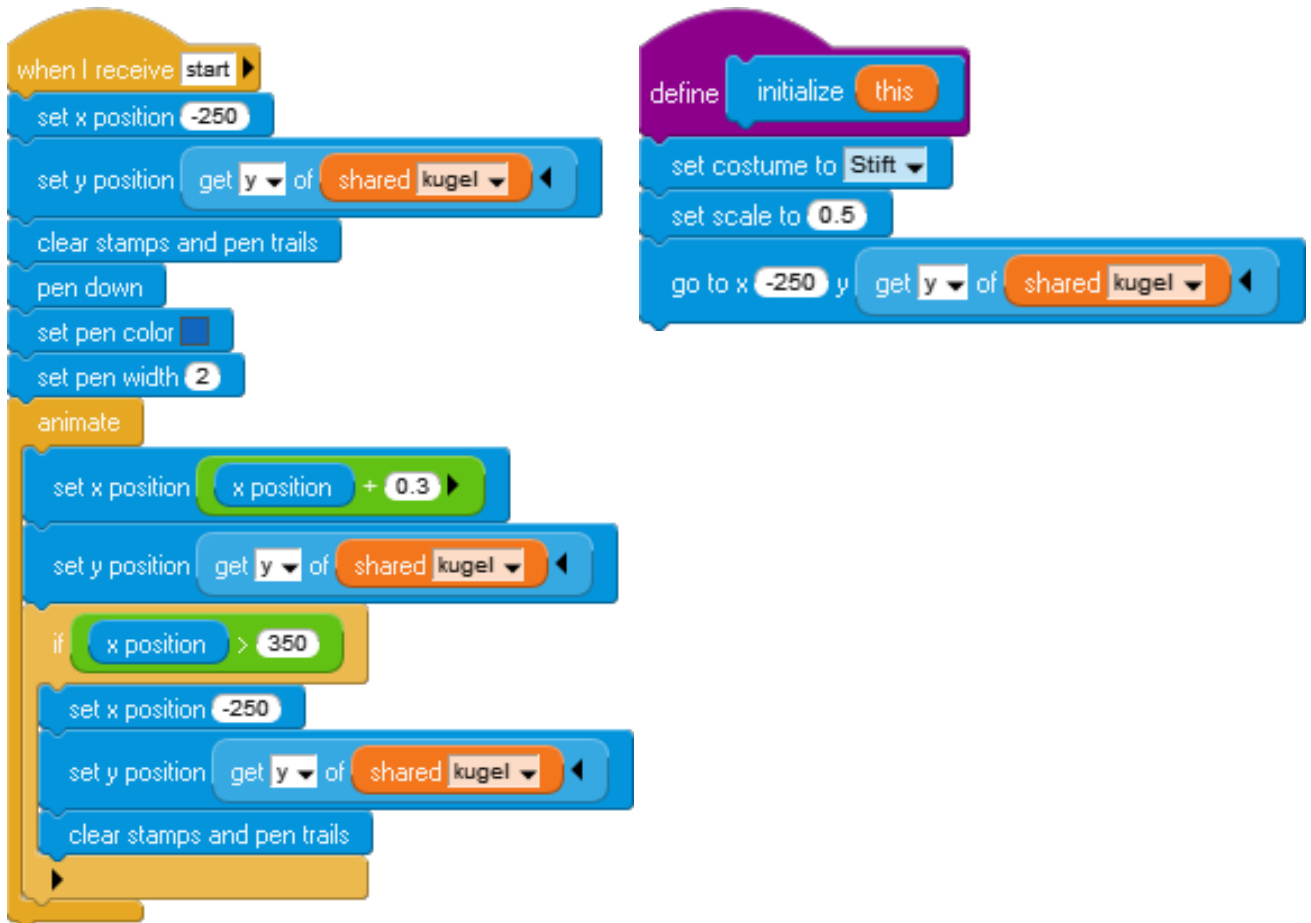 when I receive start
set x position -250
set y position get y of shared kugel
clear stamps and pen trails
pen down
set pen color
set pen width 2
animate
set x position x position + 0.3
set y position get y of shared kugel
if x position > 350
set x position -250
set y position get y of shared kugel
clear stamps and pen trails
define initialize this
set costume to Stift
set scale to 0.5
go to x -250 y get y of shared kugel